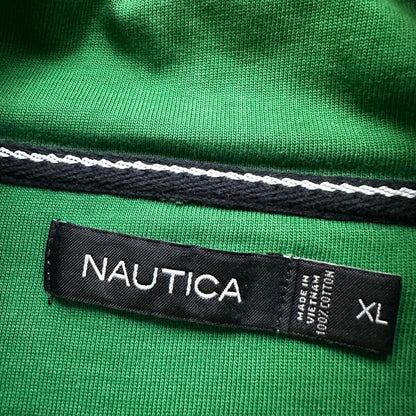 NAUTICA
MADE IN
VIETNAM
100% COTTON
XL